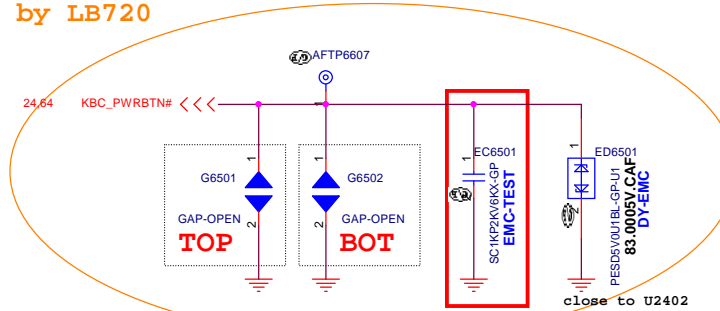 by LB720
AFTP6607
1
24,64 KBC_PWRBTN#
1
G6501
GAP-OPEN
2
TOP
1
G6502
GAP-OPEN
2
BOT
1
EC6501
SC1KP2KV6KX-GP
EMC-TEST
1
ED6501
2
PESD5V0U1BL-GP-U1
83.0005V.CAF
DY-EMC
close to U2402